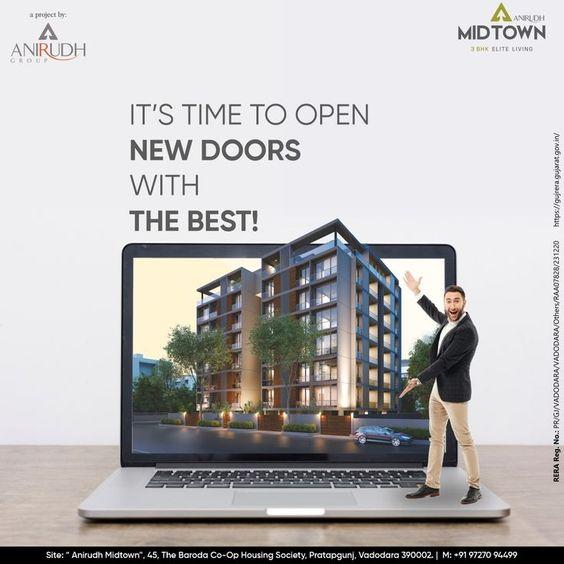 a project by:
ANIRUDH
GROUP
ANIRUDH
MIDTOWN
3 BHK ELITE LIVING
IT'S TIME TO OPEN
NEW DOORS
WITH
THE BEST!
RERA Reg. No.: PR/GJ/VADODARA/VADODARA/Others/RAA07828/231220 https://gujrera.gujarat.gov.in/
Site: " Anirudh Midtown", 45, The Baroda Co-Op Housing Society, Pratapgunj, Vadodara 390002. | M: +91 97270 94499